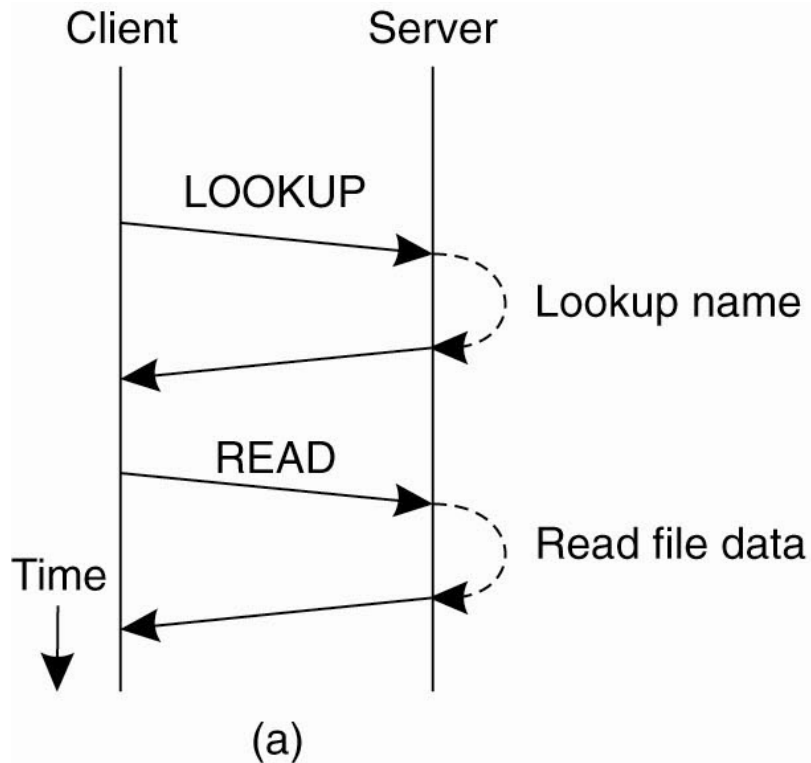 Client
Server
LOOKUP
Lookup name
READ
Read file data
Time
(a)